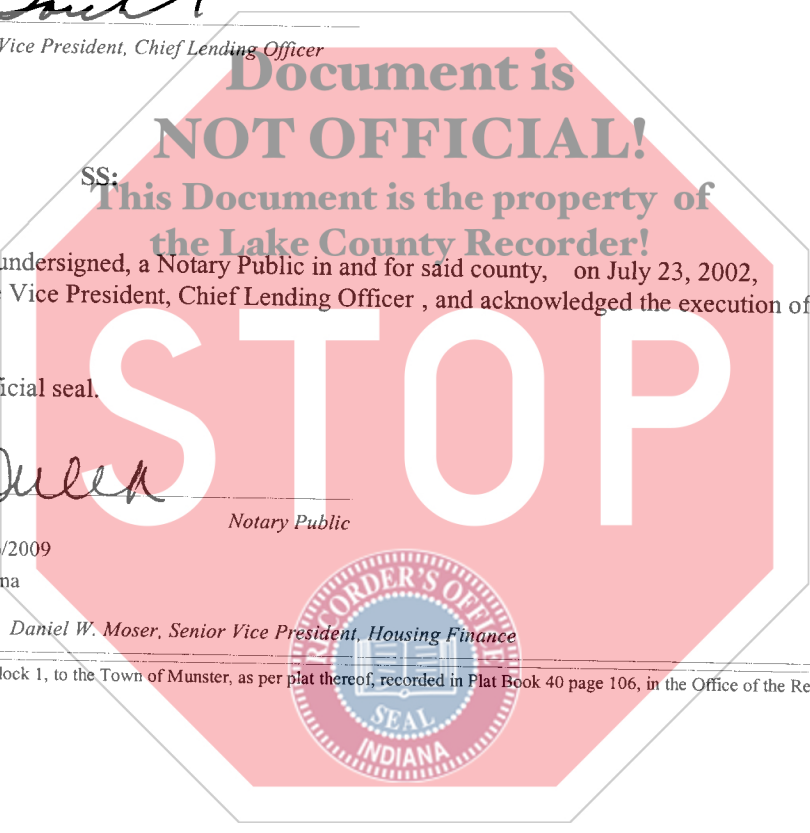 Vice President, Chief Lending Officer
Document is
NOT OFFICIAL!
SS:
This Document is the property of
the Lake County Recorder!
undersigned, a Notary Public in and for said county, on July 23, 2002,
Vice President, Chief Lending Officer , and acknowledged the execution of
STOP
icial seal.
Notary Public
/2009
na
RECORDER'S OFFICE
Daniel W. Moser, Senior Vice President, Housing Finance
lock 1, to the Town of Munster, as per plat thereof, recorded in Plat Book 40 page 106, in the Office of the Re
SEAL
INDIANA